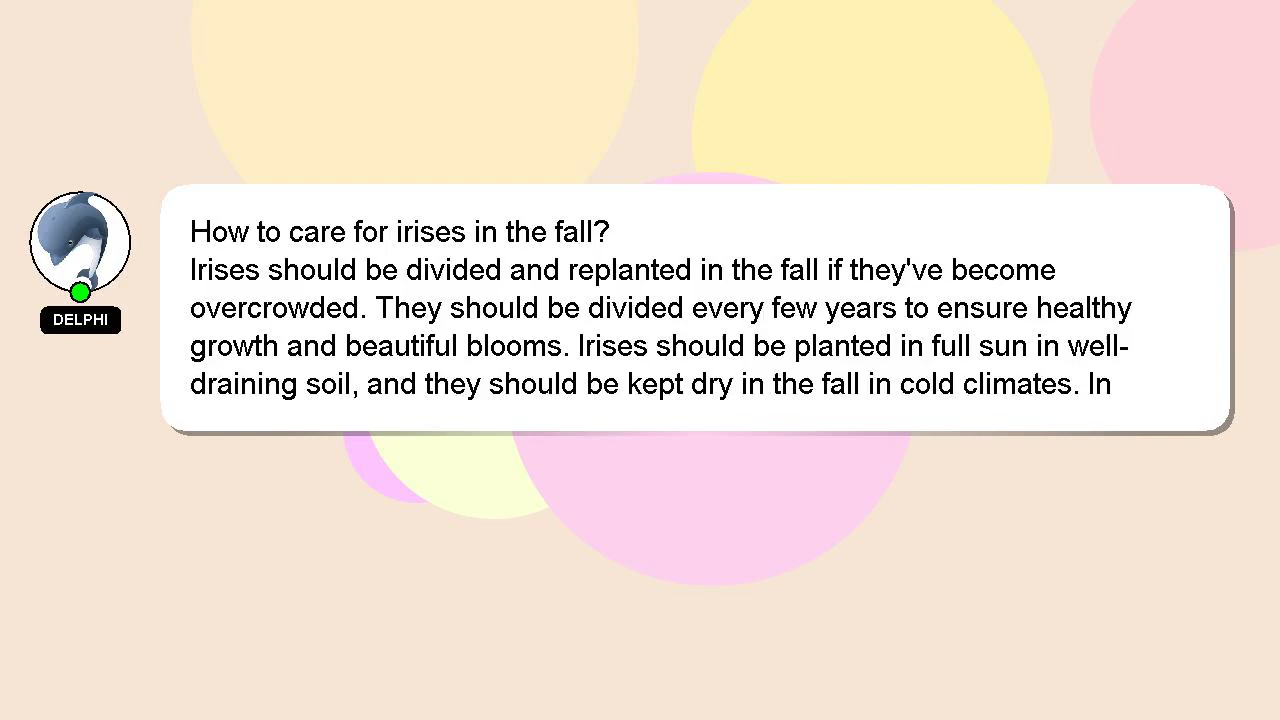 How to care for irises in the fall?
Irises should be divided and replanted in the fall if they've become
overcrowded. They should be divided every few years to ensure healthy
growth and beautiful blooms. Irises should be planted in full sun in well-
draining soil, and they should be kept dry in the fall in cold climates. In
DELPHI